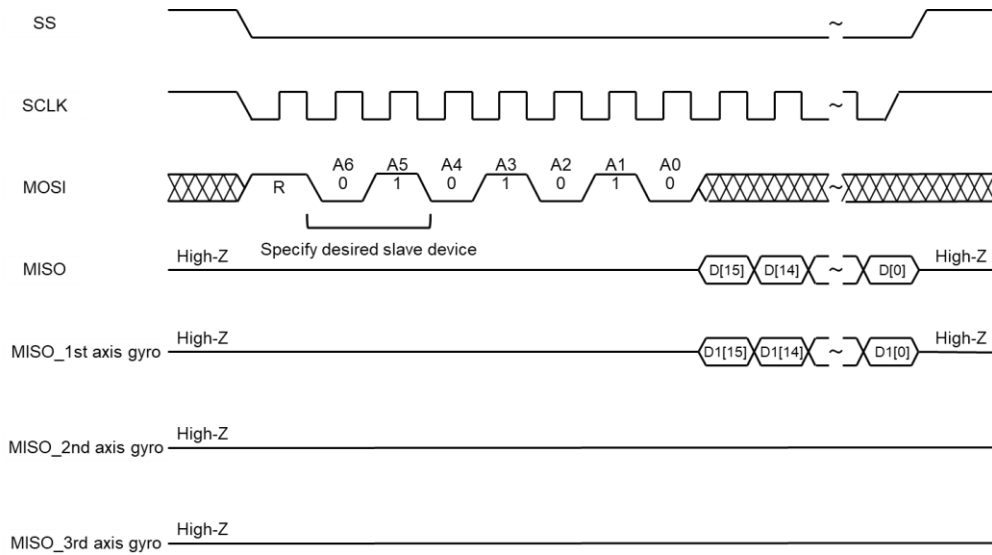 SS
~
SCLK
~
A6 A5 A4 A3 A2 A1 A0
MOSI R 0 1 0 1 0 1 0 ~
Specify desired slave device
High-Z High-Z
MISO D[15] D[14] ~ D[0]
High-Z High-Z
MISO_1st axis gyro D1[15] D1[14] ~ D1[0]
High-Z
MISO_2nd axis gyro
High-Z
MISO_3rd axis gyro